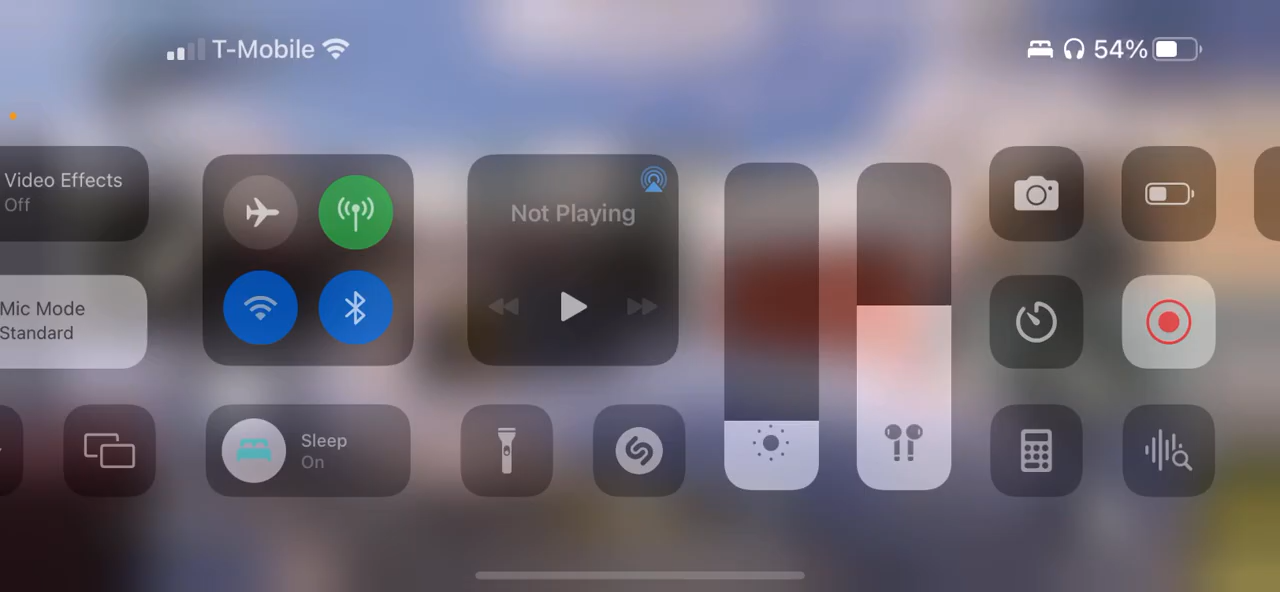 T-Mobile
54%
Video Effects
Off
Not Playing
Mic Mode
Standard
Sleep
On